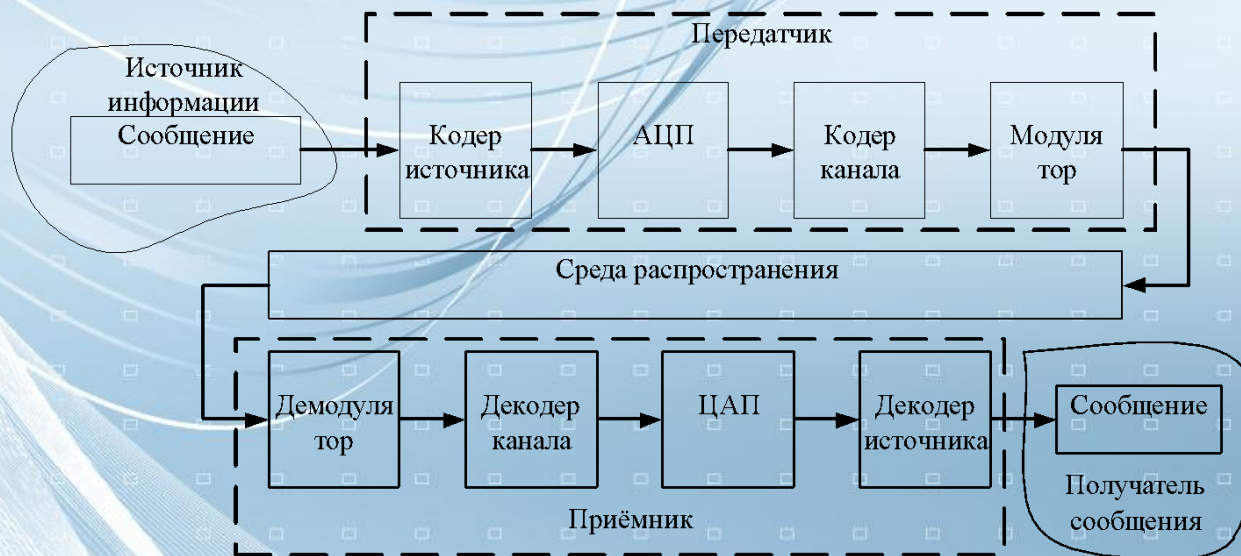 Передатчик
Источник
информации
Сообщение
Кодер
источника
АЦП
Кодер
канала
Модуля
тор
Среда распространения
Демодуля
тор
Декодер
канала
ЦАП
Декодер
источника
Сообщение
Приёмник
Получатель
сообщения